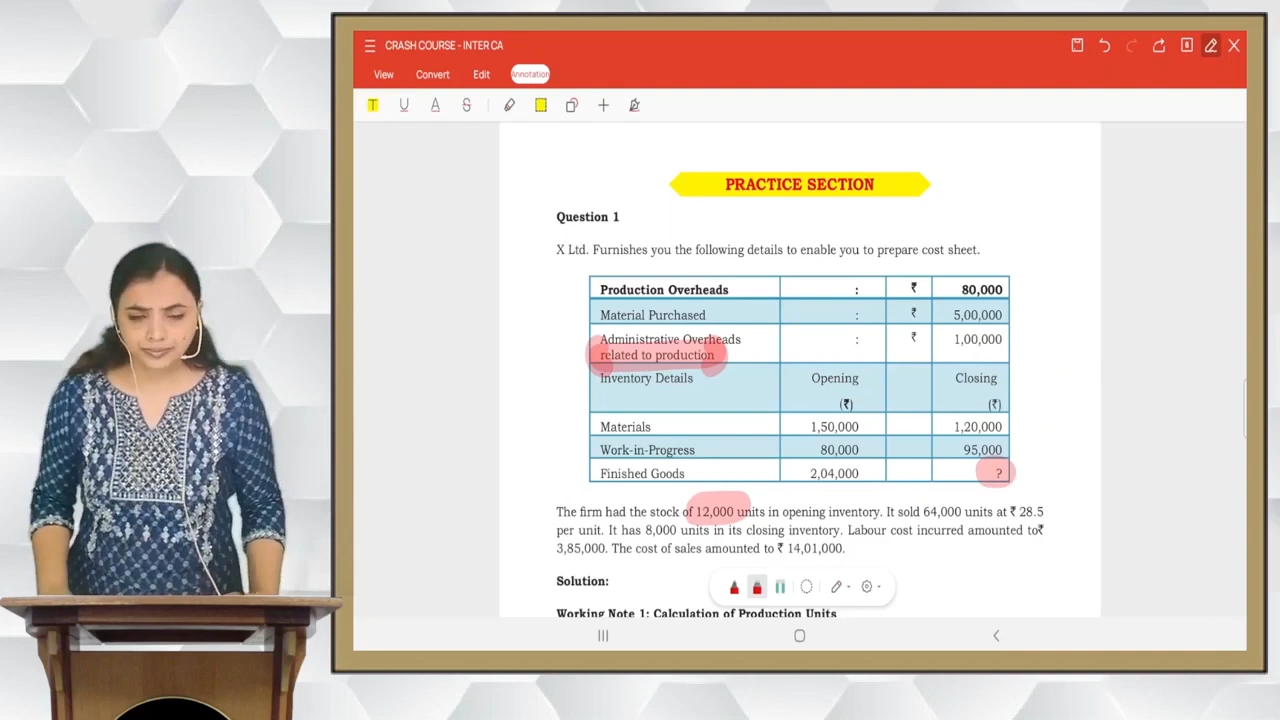 CRASH COURSE - INTER CA
View Convert Edit Annotation
PRACTICE SECTION
Question 1
X Ltd. Furnishes you the following details to enable you to prepare cost sheet.
Production Overheads : ₹ 80,000
Material Purchased : ₹ 5,00,000
Administrative Overheads : ₹ 1,00,000
related to production
Inventory Details Opening Closing
(₹) (₹)
Materials 1,50,000 1,20,000
Work-in-Progress 80,000 95,000
Finished Goods 2,04,000 ?
The firm had the stock of 12,000 units in opening inventory. It sold 64,000 units at ₹ 28.5
per unit. It has 8,000 units in its closing inventory. Labour cost incurred amounted to₹
3,85,000. The cost of sales amounted to ₹ 14,01,000.
Solution:
Working Note 1: Calculation of Production Units